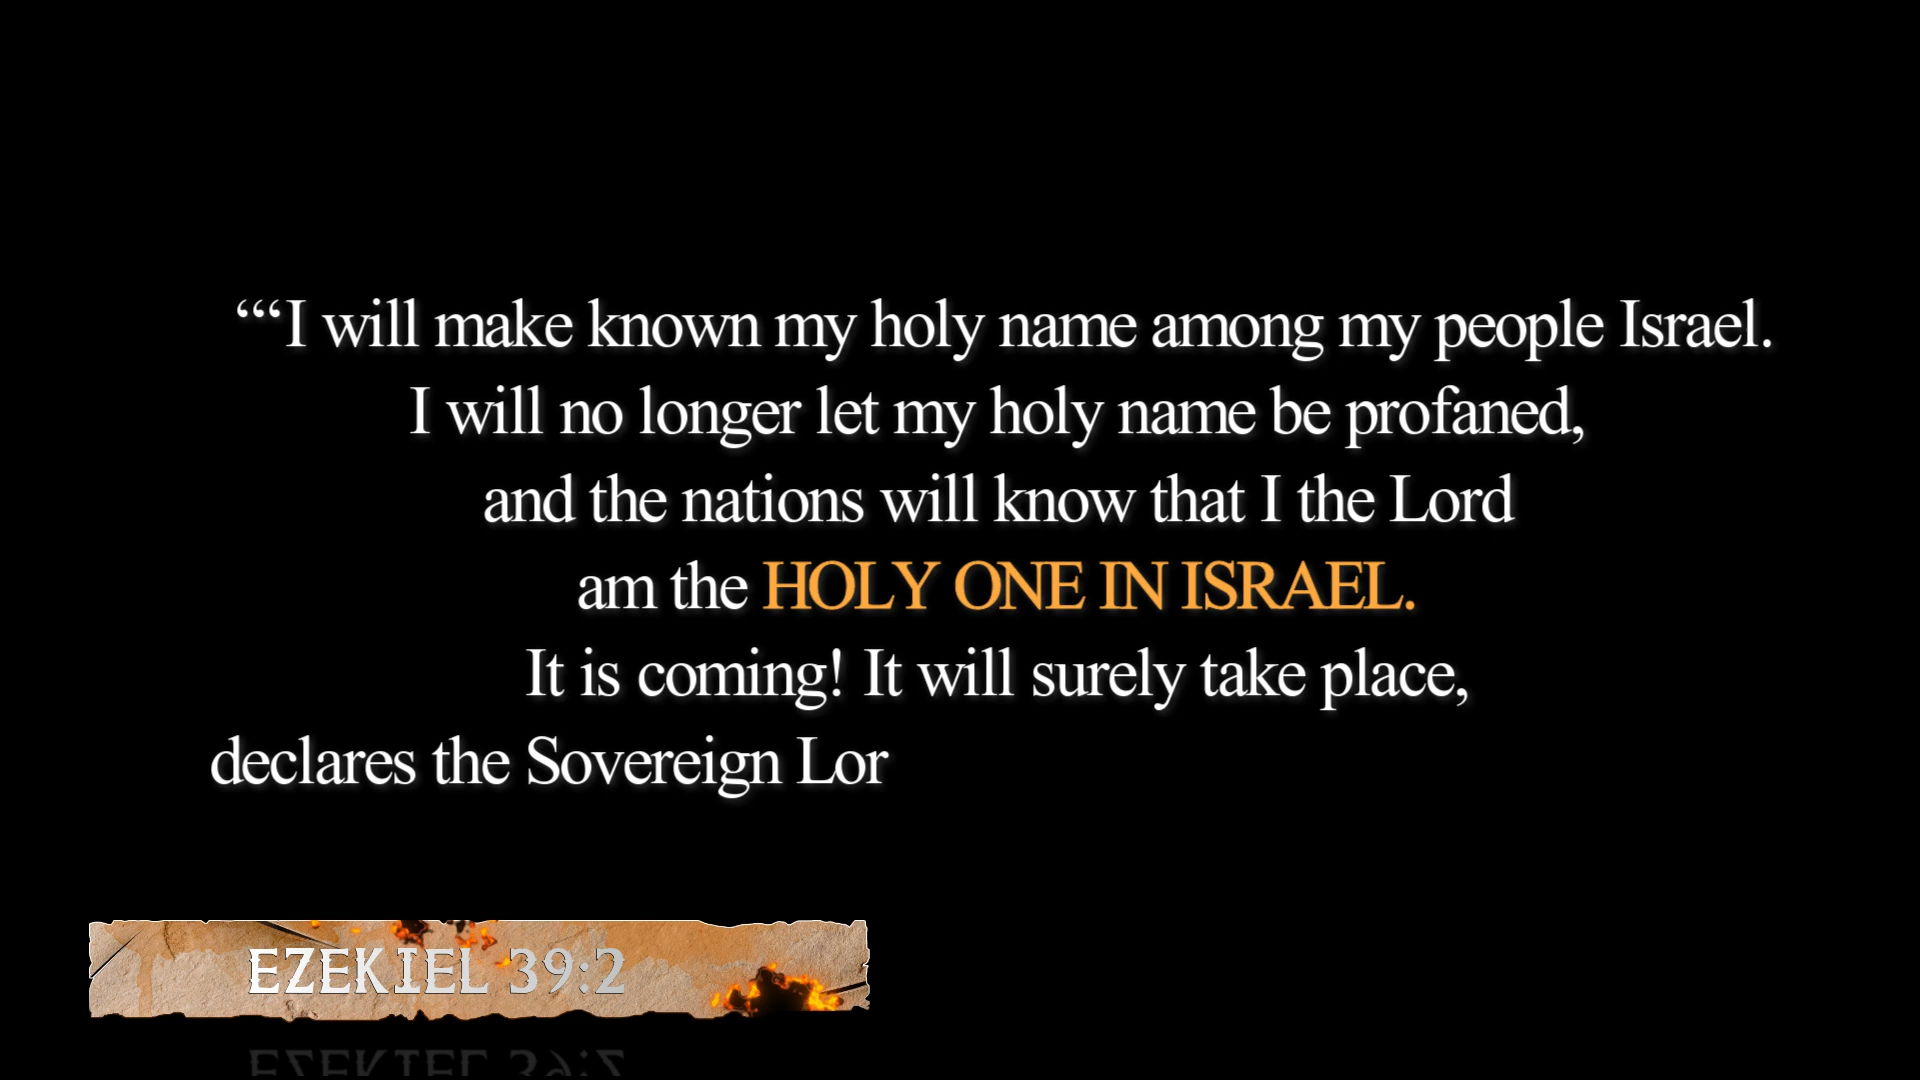 “‘“I will make known my holy name among my people Israel.
I will no longer let my holy name be profaned,
and the nations will know that I the Lord
am the HOLY ONE IN ISRAEL.
It is coming! It will surely take place,
declares the Sovereign Lor
EZEKIEL 39:2